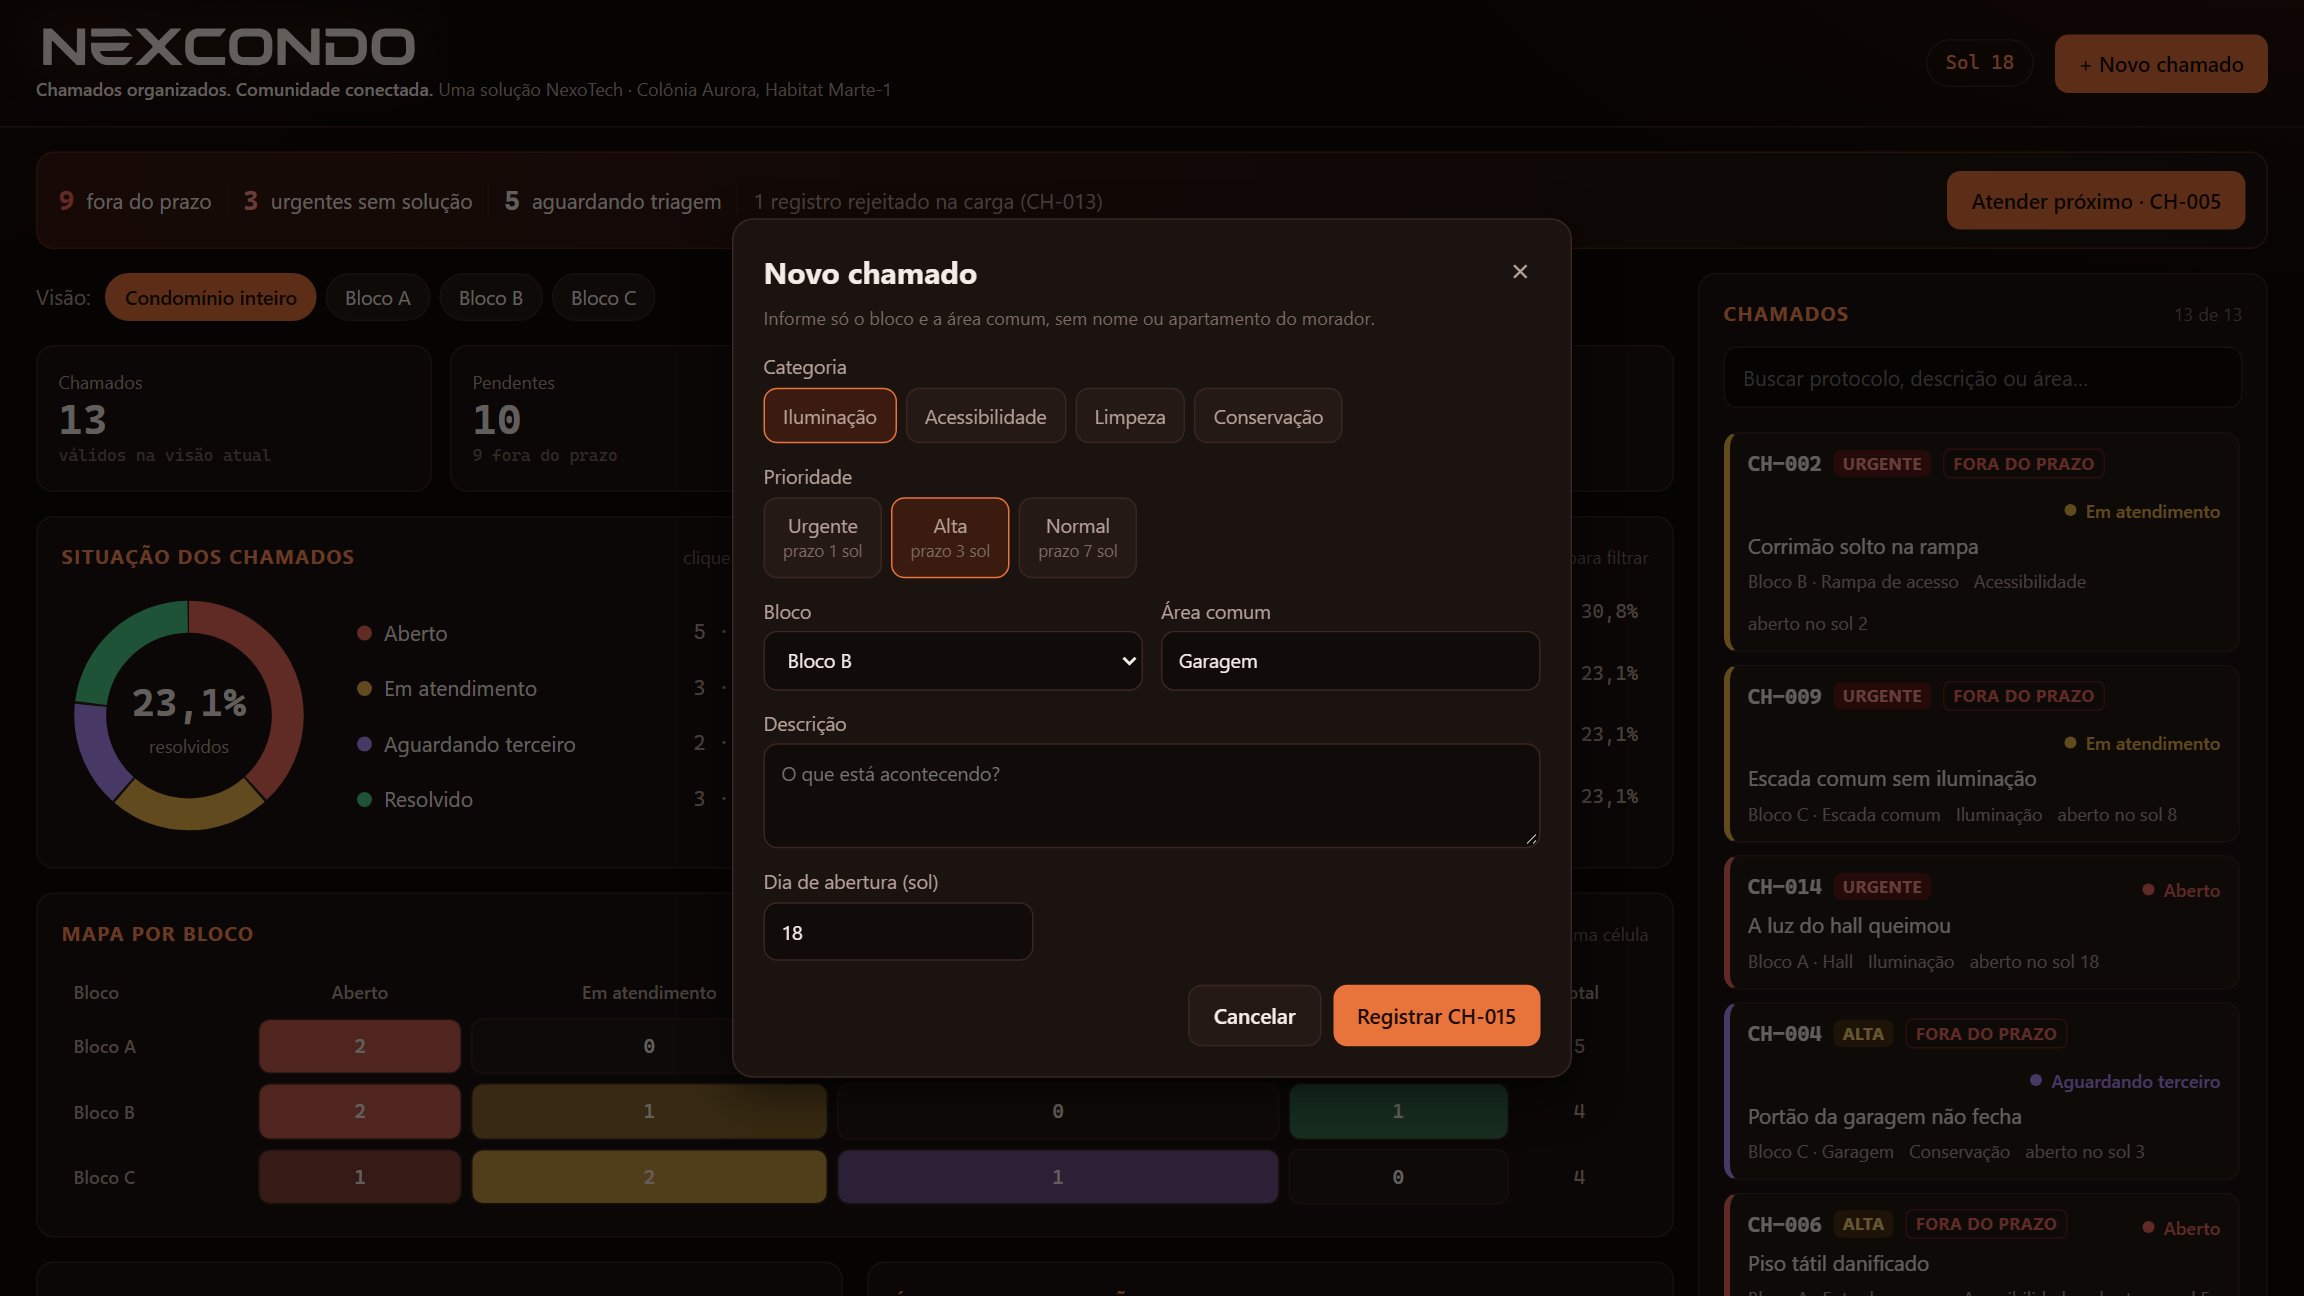 NEXCONDO
Chamados organizados. Comunidade conectada. Uma solução NexoTech · Colônia Aurora, Habitat Marte-1
Sol 18
+ Novo chamado
9 fora do prazo
3 urgentes sem solução
5 aguardando triagem
1 registro rejeitado na carga (CH-013)
Atender próximo · CH-005
Visão:
Condomínio inteiro
Bloco A
Bloco B
Bloco C
Chamados
13
válidos na visão atual
Pendentes
10
9 fora do prazo
SITUAÇÃO DOS CHAMADOS
clique
para filtrar
23,1%
resolvidos
Aberto
5 ·
Em atendimento
3 ·
Aguardando terceiro
2 ·
Resolvido
3 ·
30,8%
23,1%
23,1%
23,1%
MAPA POR BLOCO
célula
Bloco
Aberto
Em atendimento
Bloco A
2
0
5
Bloco B
2
1
0
1
4
Bloco C
1
2
1
0
4
Novo chamado
×
Informe só o bloco e a área comum, sem nome ou apartamento do morador.
Categoria
Iluminação
Acessibilidade
Limpeza
Conservação
Prioridade
Urgente
prazo 1 sol
Alta
prazo 3 sol
Normal
prazo 7 sol
Bloco
Área comum
Bloco B
Garagem
Descrição
O que está acontecendo?
Dia de abertura (sol)
18
Cancelar
Registrar CH-015
CHAMADOS
13 de 13
Buscar protocolo, descrição ou área...
CH-002 URGENTE FORA DO PRAZO
Em atendimento
Corrimão solto na rampa
Bloco B · Rampa de acesso Acessibilidade
aberto no sol 2
CH-009 URGENTE FORA DO PRAZO
Em atendimento
Escada comum sem iluminação
Bloco C · Escada comum Iluminação aberto no sol 8
CH-014 URGENTE
Aberto
A luz do hall queimou
Bloco A · Hall Iluminação aberto no sol 18
CH-004 ALTA FORA DO PRAZO
Aguardando terceiro
Portão da garagem não fecha
Bloco C · Garagem Conservação aberto no sol 3
CH-006 ALTA FORA DO PRAZO
Aberto
Piso tátil danificado